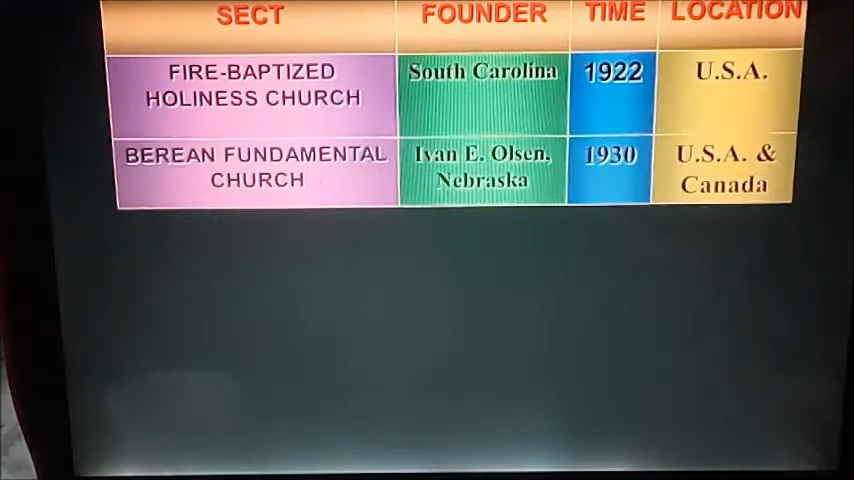 SECT FOUNDER TIME LOCATION
FIRE-BAPTIZED
HOLINESS CHURCH
South Carolina
1922
U.S.A.
BEREAN FUNDAMENTAL
CHURCH
Ivan E. Olsen,
Nebraska
1930
U.S.A. &
Canada